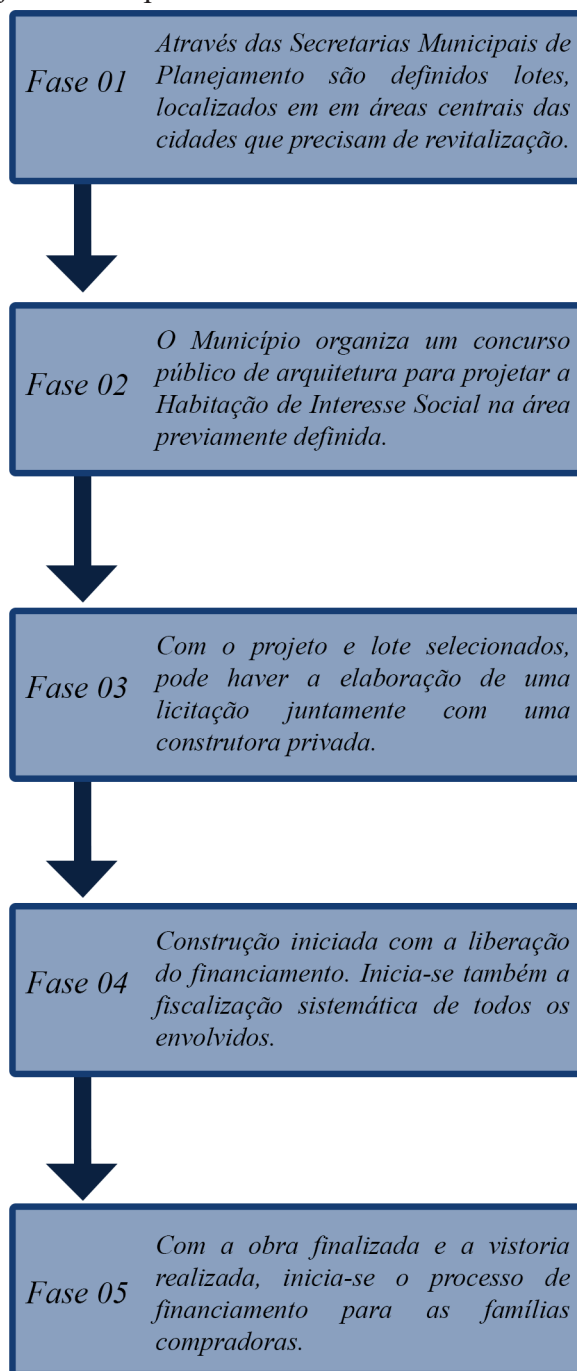 Fase 01
Através das Secretarias Municipais de
Planejamento são definidos lotes,
localizados em em áreas centrais das
cidades que precisam de revitalização.
Fase 02
O Município organiza um concurso
público de arquitetura para projetar a
Habitação de Interesse Social na área
previamente definida.
Fase 03
Com o projeto e lote selecionados,
pode haver a elaboração de uma
licitação juntamente com uma
construtora privada.
Fase 04
Construção iniciada com a liberação
do financiamento. Inicia-se também a
fiscalização sistemática de todos os
envolvidos.
Fase 05
Com a obra finalizada e a vistoria
realizada, inicia-se o processo de
financiamento para as famílias
compradoras.